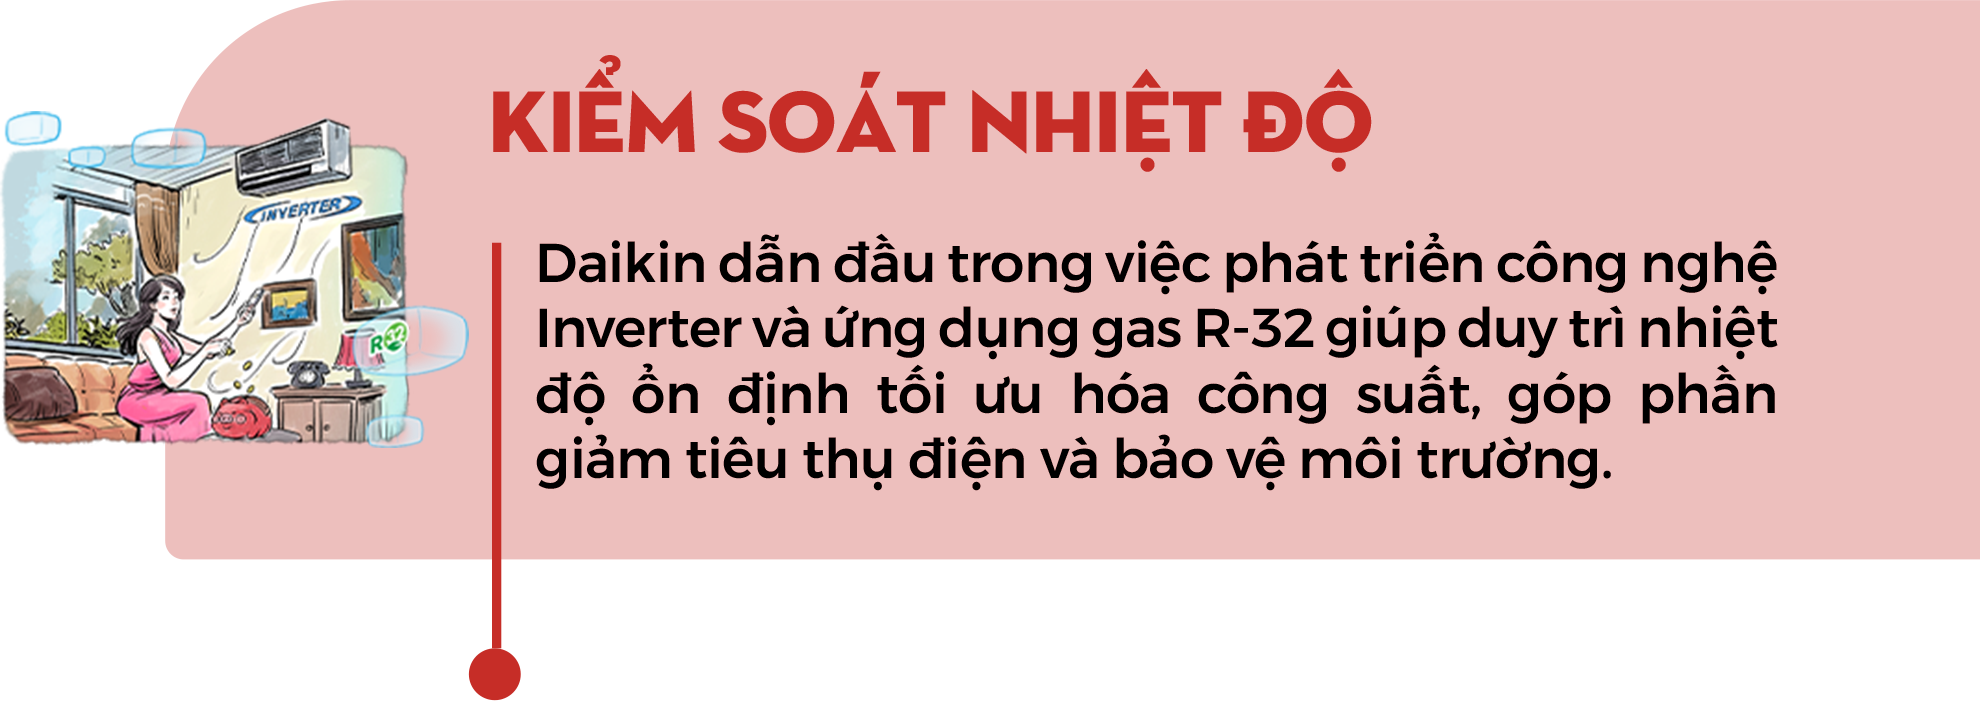 KIỂM SOÁT NHIỆT ĐỘ
INVERTER
Daikin dẫn đầu trong việc phát triển công nghệ
Inverter và ứng dụng gas R-32 giúp duy trì nhiệt
độ ổn định tối ưu hóa công suất, góp phần
giảm tiêu thụ điện và bảo vệ môi trường.